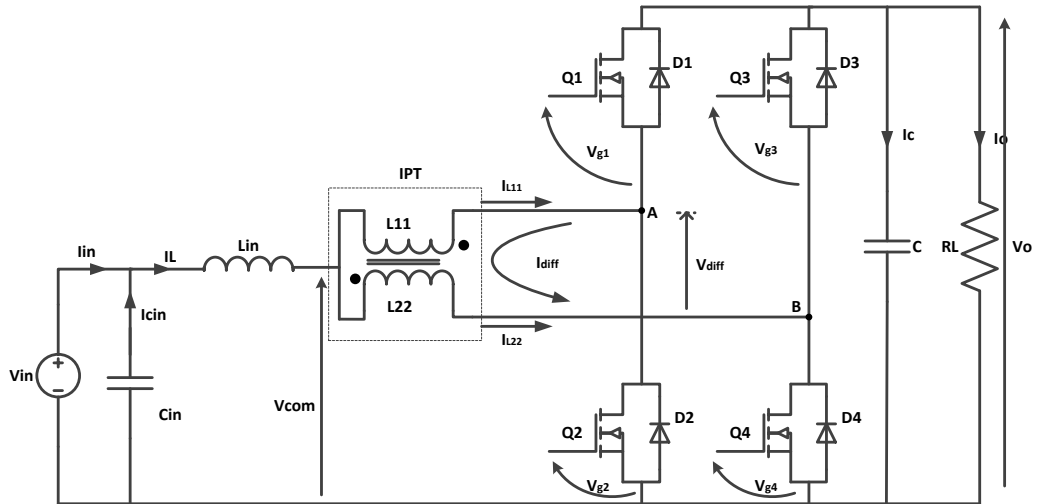 Q1
D1
Q3
D3
Vg1
Vg3
Ic
Io
IPT
IL11
A
L11
Iin
IL
Lin
Idiff
Vdiff
C
RL
Vo
L22
B
Icin
IL22
Vin
+
−
Cin
Vcom
Q2
D2
Q4
D4
Vg2
Vg4